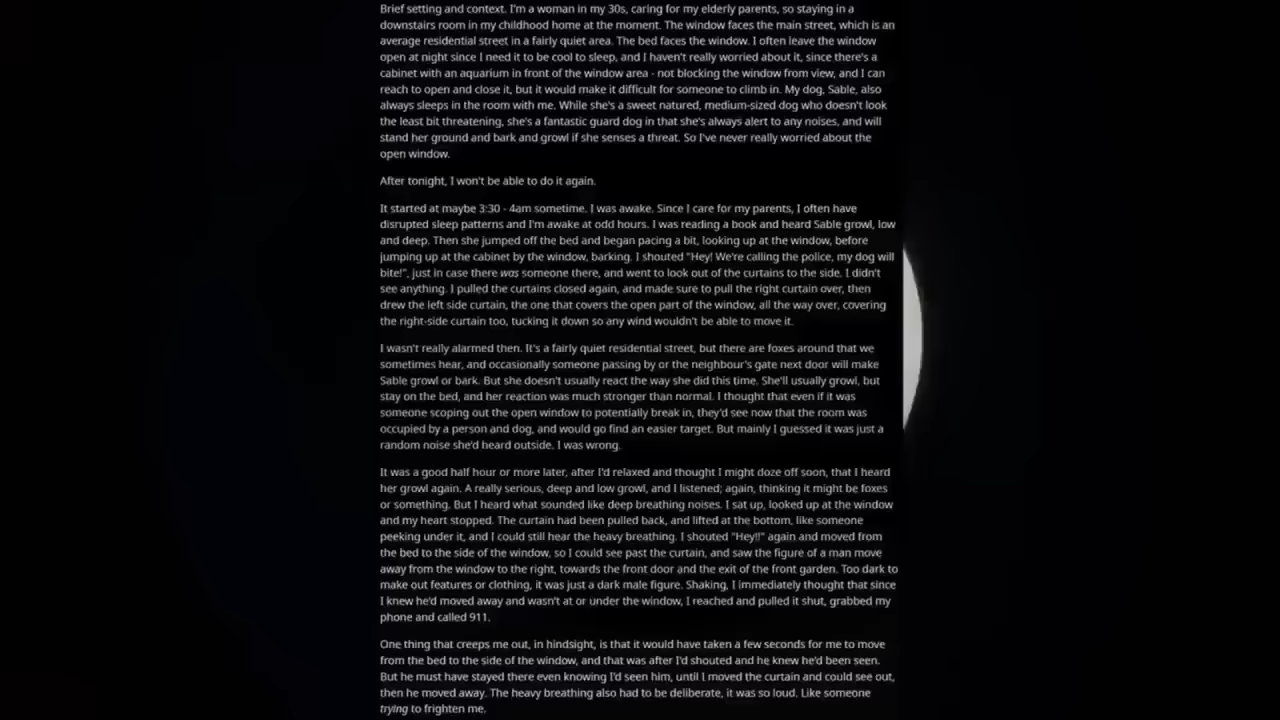 Brief setting and context. I'm a woman in my 30s, caring for my elderly parents, so staying in a
downstairs room in my childhood home at the moment. The window faces the main street, which is an
average residential street in a fairly quiet area. The bed faces the window. I often leave the window
open at night since I need it to be cool to sleep, and I haven't really worried about it, since there's a
cabinet with an aquarium in front of the window area - not blocking the window from view, and I can
reach to open and close it, but it would make it difficult for someone to climb in. My dog, Sable, also
always sleeps in the room with me. While she's a sweet natured, medium-sized dog who doesn't look
the least bit threatening, she's a fantastic guard dog in that she's always alert to any noises, and will
stand her ground and bark and growl if she senses a threat. So I've never really worried about the
open window.
After tonight, I won't be able to do it again.
It started at maybe 3:30 - 4am sometime. I was awake. Since I care for my parents, I often have
disrupted sleep patterns and I'm awake at odd hours. I was reading a book and heard Sable growl, low
and deep. Then she jumped off the bed and began pacing a bit, looking up at the window, before
jumping up at the cabinet by the window, barking. I shouted "Hey! We're calling the police, my dog will
bite!", just in case there was someone there, and went to look out of the curtains to the side. I didn't
see anything. I pulled the curtains closed again, and made sure to pull the right curtain over, then
drew the left side curtain, the one that covers the open part of the window, all the way over, covering
the right-side curtain too, tucking it down so any wind wouldn't be able to move it.
I wasn't really alarmed then. It's a fairly quiet residential street, but there are foxes around that we
sometimes hear, and occasionally someone passing by or the neighbour's gate next door will make
Sable growl or bark. But she doesn't usually react the way she did this time. She'll usually growl, but
stay on the bed, and her reaction was much stronger than normal. I thought that even if it was
someone scoping out the open window to potentially break in, they'd see now that the room was
occupied by a person and dog, and would go find an easier target. But mainly I guessed it was just a
random noise she'd heard outside. I was wrong.
It was a good half hour or more later, after I'd relaxed and thought I might doze off soon, that I heard
her growl again. A really serious, deep and low growl, and I listened; again, thinking it might be foxes
or something. But I heard what sounded like deep breathing noises. I sat up, looked up at the window
and my heart stopped. The curtain had been pulled back, and lifted at the bottom, like someone
peeking under it, and I could still hear the heavy breathing. I shouted "Hey!!" again and moved from
the bed to the side of the window, so I could see past the curtain, and saw the figure of a man move
away from the window to the right, towards the front door and the exit of the front garden. Too dark to
make out features or clothing, it was just a dark male figure. Shaking, I immediately thought that since
I knew he'd moved away and wasn't at or under the window, I reached and pulled it shut, grabbed my
phone and called 911.
One thing that creeps me out, in hindsight, is that it would have taken a few seconds for me to move
from the bed to the side of the window, and that was after I'd shouted and he knew he'd been seen.
But he must have stayed there even knowing I'd seen him, until I moved the curtain and could see out,
then he moved away. The heavy breathing also had to be deliberate, it was so loud. Like someone
trying to frighten me.